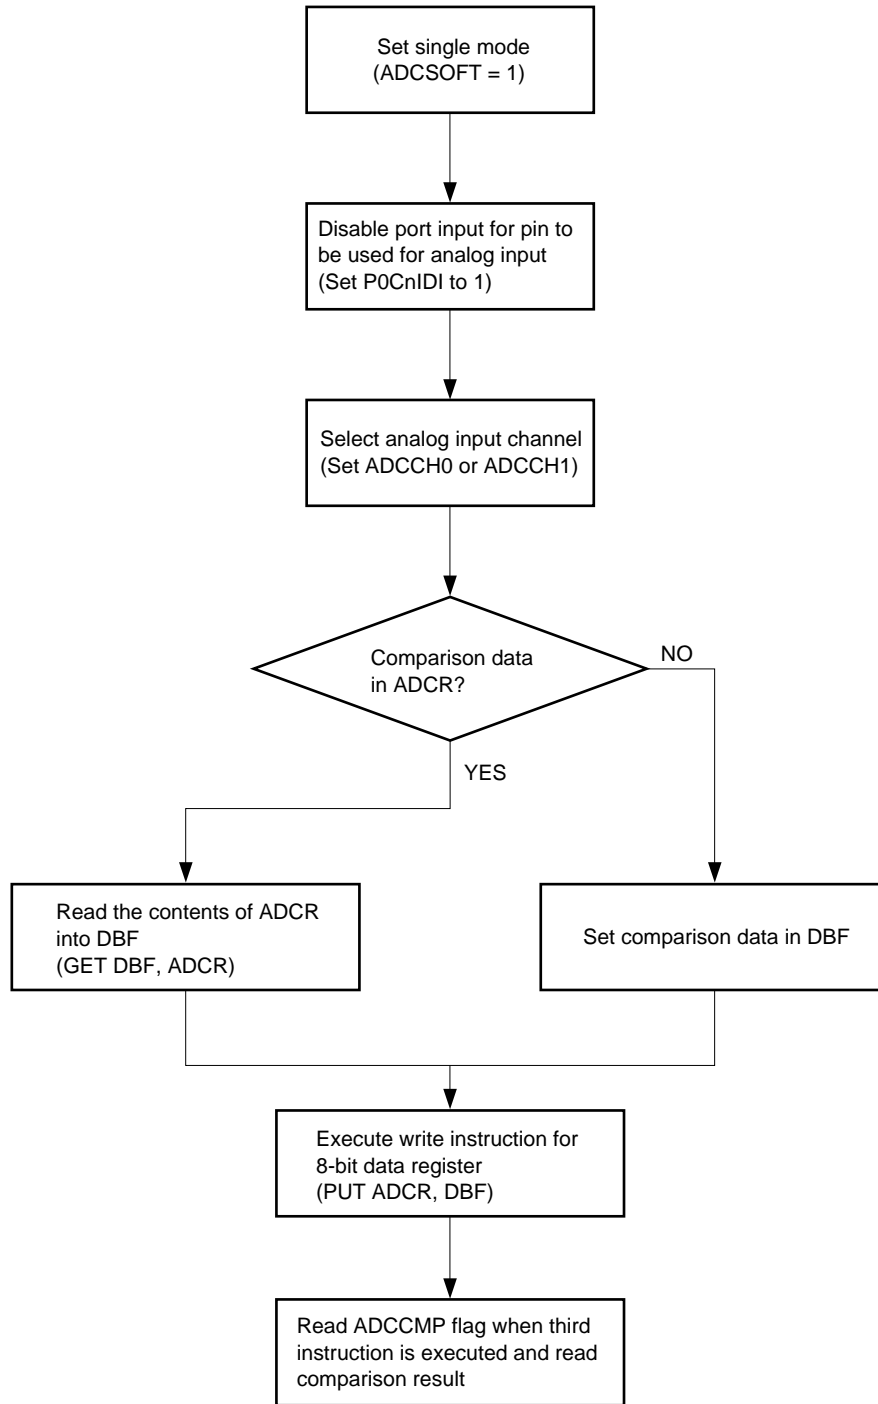 Set single mode
(ADCSOFT = 1)
Disable port input for pin to
be used for analog input
(Set P0CnIDI to 1)
Select analog input channel
(Set ADCCH0 or ADCCH1)
Comparison data
in ADCR?
NO
YES
Read the contents of ADCR
into DBF
(GET DBF, ADCR)
Set comparison data in DBF
Execute write instruction for
8-bit data register
(PUT ADCR, DBF)
Read ADCCMP flag when third
instruction is executed and read
comparison result